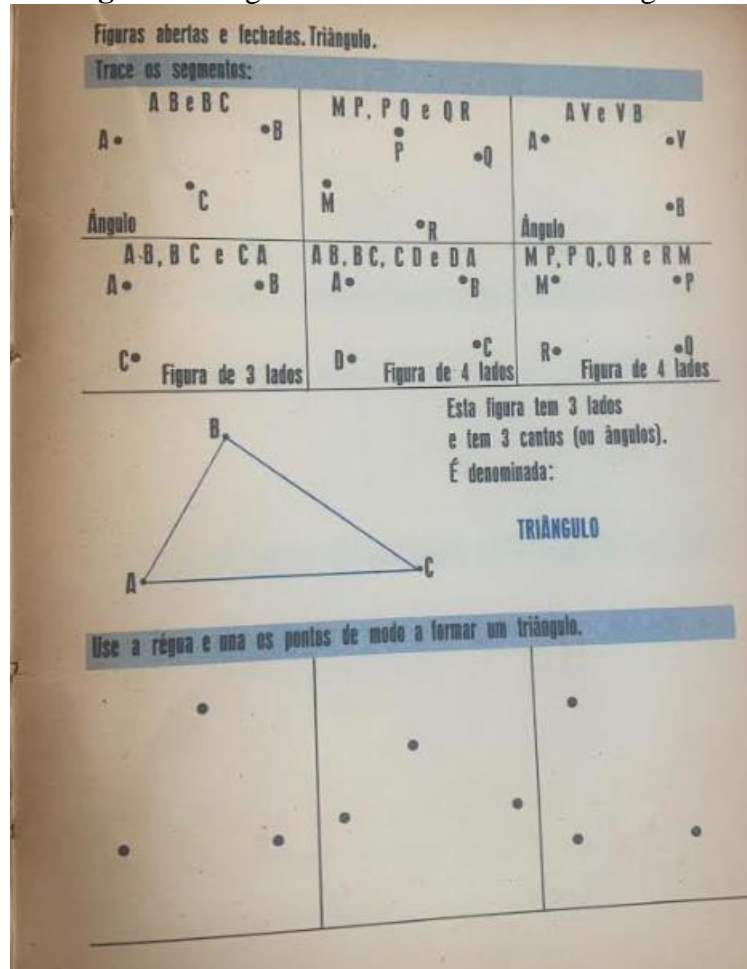 Figuras abertas e fechadas. Triângulo.
Trace os segmentos:
A B e B C
A
B
C
Ângulo
M P, P Q e Q R
P
Q
M
R
A V e V B
A
V
B
Ângulo
A B, B C e C A
A
B
C
Figura de 3 lados
A B, B C, C D e D A
A
B
D
C
Figura de 4 lados
M P, P Q, Q R e R M
M
P
R
Q
Figura de 4 lados
Esta figura tem 3 lados
e tem 3 cantos (ou ângulos).
É denominada:
TRIÂNGULO
B
A
C
Use a régua e una os pontos de modo a formar um triângulo.